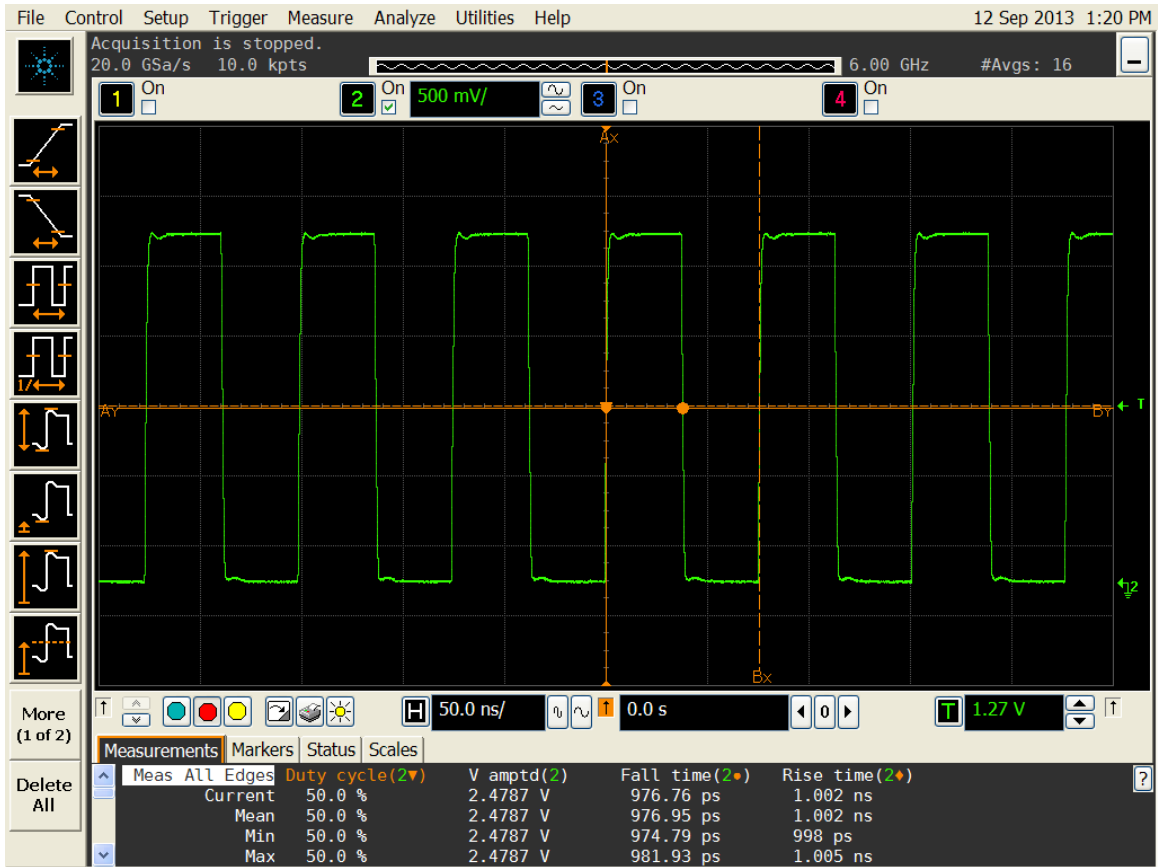 File Control Setup Trigger Measure Analyze Utilities Help 12 Sep 2013 1:20 PM
Acquisition is stopped.
20.0 GSa/s 10.0 kpts 6.00 GHz #Avgs: 16
1 On 2 On 500 mV/ 3 On 4 On
Ax
AY BY T
1/
2
Bx
More
(1 of 2)
Delete
All
H 50.0 ns/ 0.0 s 0 T 1.27 V
Measurements Markers Status Scales
Meas All Edges Duty cycle(2▼) V amptd(2) Fall time(2●) Rise time(2♦) ?
Current 50.0 % 2.4787 V 976.76 ps 1.002 ns
Mean 50.0 % 2.4787 V 976.95 ps 1.002 ns
Min 50.0 % 2.4787 V 974.79 ps 998 ps
Max 50.0 % 2.4787 V 981.93 ps 1.005 ns